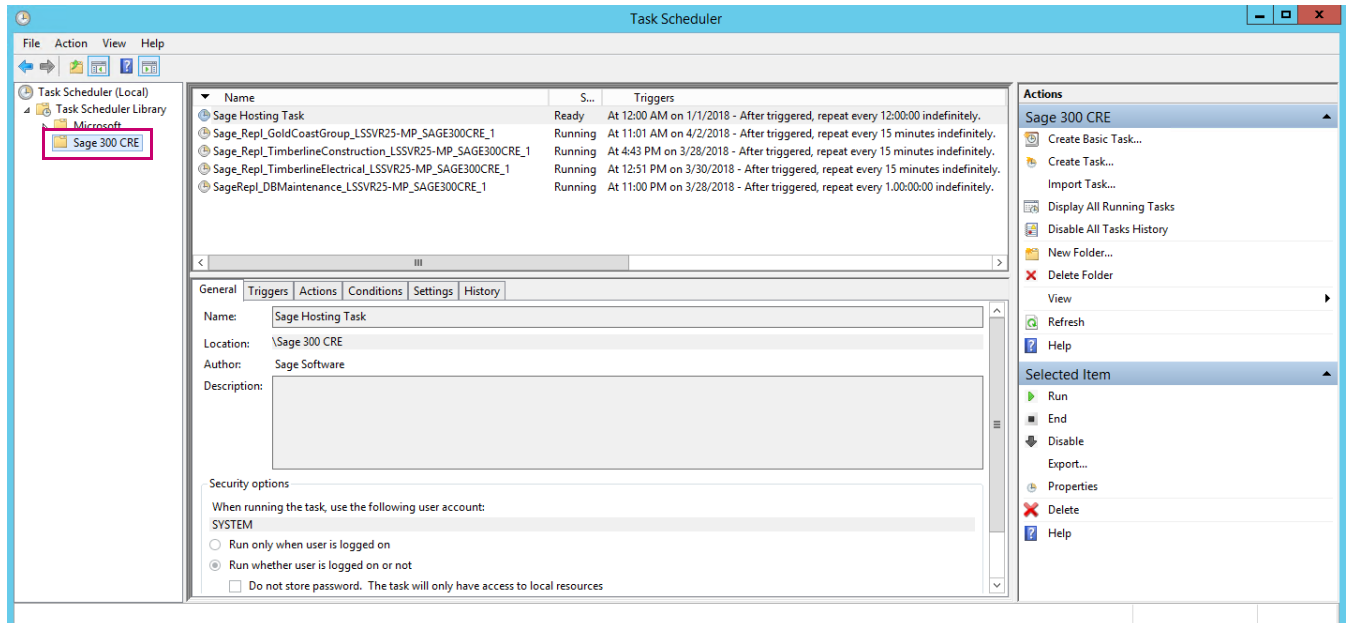 Task Scheduler
File Action View Help
Task Scheduler (Local)
Task Scheduler Library
Microsoft
Sage 300 CRE
Name S... Triggers
Sage Hosting Task Ready At 12:00 AM on 1/1/2018 - After triggered, repeat every 12:00:00 indefinitely.
Sage_Repl_GoldCoastGroup_LSSVR25-MP_SAGE300CRE_1 Running At 11:01 AM on 4/2/2018 - After triggered, repeat every 15 minutes indefinitely.
Sage_Repl_TimberlineConstruction_LSSVR25-MP_SAGE300CRE_1 Running At 4:43 PM on 3/28/2018 - After triggered, repeat every 15 minutes indefinitely.
Sage_Repl_TimberlineElectrical_LSSVR25-MP_SAGE300CRE_1 Running At 12:51 PM on 3/30/2018 - After triggered, repeat every 15 minutes indefinitely.
SageRepl_DBMaintenance_LSSVR25-MP_SAGE300CRE_1 Running At 11:00 PM on 3/28/2018 - After triggered, repeat every 1.00:00:00 indefinitely.
General Triggers Actions Conditions Settings History
Name: Sage Hosting Task
Location: \Sage 300 CRE
Author: Sage Software
Description:
Security options
When running the task, use the following user account:
SYSTEM
Run only when user is logged on
Run whether user is logged on or not
Do not store password. The task will only have access to local resources
Actions
Sage 300 CRE
Create Basic Task...
Create Task...
Import Task...
Display All Running Tasks
Disable All Tasks History
New Folder...
Delete Folder
View
Refresh
Help
Selected Item
Run
End
Disable
Export...
Properties
Delete
Help